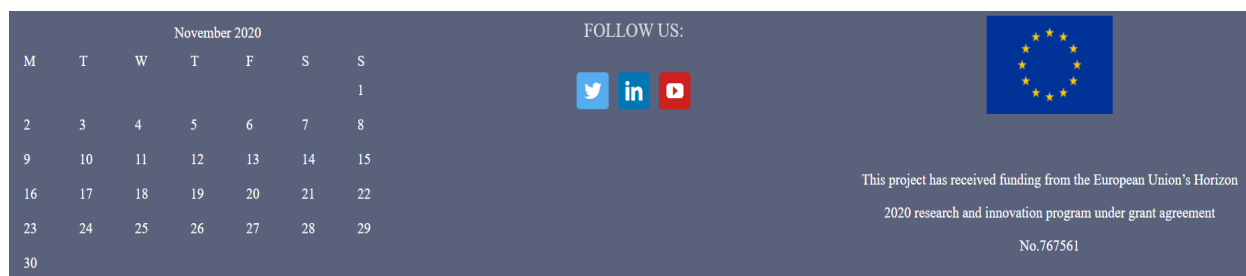 November 2020
M T W T F S S
1
2 3 4 5 6 7 8
9 10 11 12 13 14 15
16 17 18 19 20 21 22
23 24 25 26 27 28 29
30
FOLLOW US:
in
This project has received funding from the European Union’s Horizon
2020 research and innovation program under grant agreement
No.767561